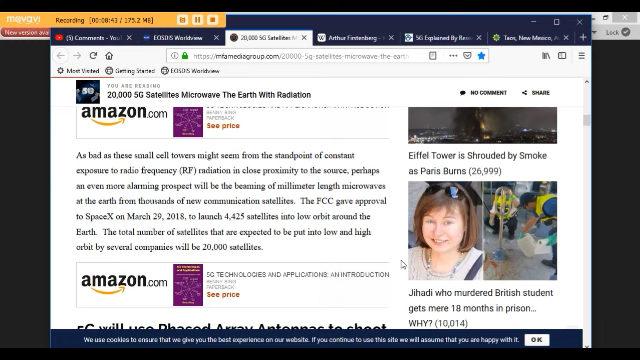 movavi
Recording | 00:08:43 / 175.2 MB
New version avai
Lock
(5) Comments - YouTube
EOSDIS Worldview
20,000 5G Satellites M
Arthur Firstenberg - W
5G Explained By Rese
Taos, New Mexico, A
https://mfamediagroup.com/20000-5g-satellites-microwave-the-earth
Most Visited
Getting Started
EOSDIS Worldview
YOU ARE READING
20,000 5G Satellites Microwave The Earth With Radiation
NO COMMENT
SHARE
amazon.com
BENNY BING
PAPERBACK
See price
As bad as these small cell towers might seem from the standpoint of constant
exposure to radio frequency (RF) radiation in close proximity to the source, perhaps
an even more alarming prospect will be the beaming of millimeter length microwaves
at the earth from thousands of new communication satellites. The FCC gave approval
to SpaceX on March 29, 2018, to launch 4,425 satellites into low orbit around the
Earth. The total number of satellites that are expected to be put into low and high
orbit by several companies will be 20,000 satellites.
amazon.com
5G TECHNOLOGIES AND APPLICATIONS: AN INTRODUCTION
BENNY BING
PAPERBACK
See price
5G will use Phased Array Antennas to shoot
Eiffel Tower is Shrouded by Smoke
as Paris Burns (26,999)
Jihadi who murdered British student
gets mere 18 months in prison…
WHY? (10,014)
We use cookies to ensure that we give you the best experience on our website. If you continue to use this site we will assume that you are happy with it.
OK